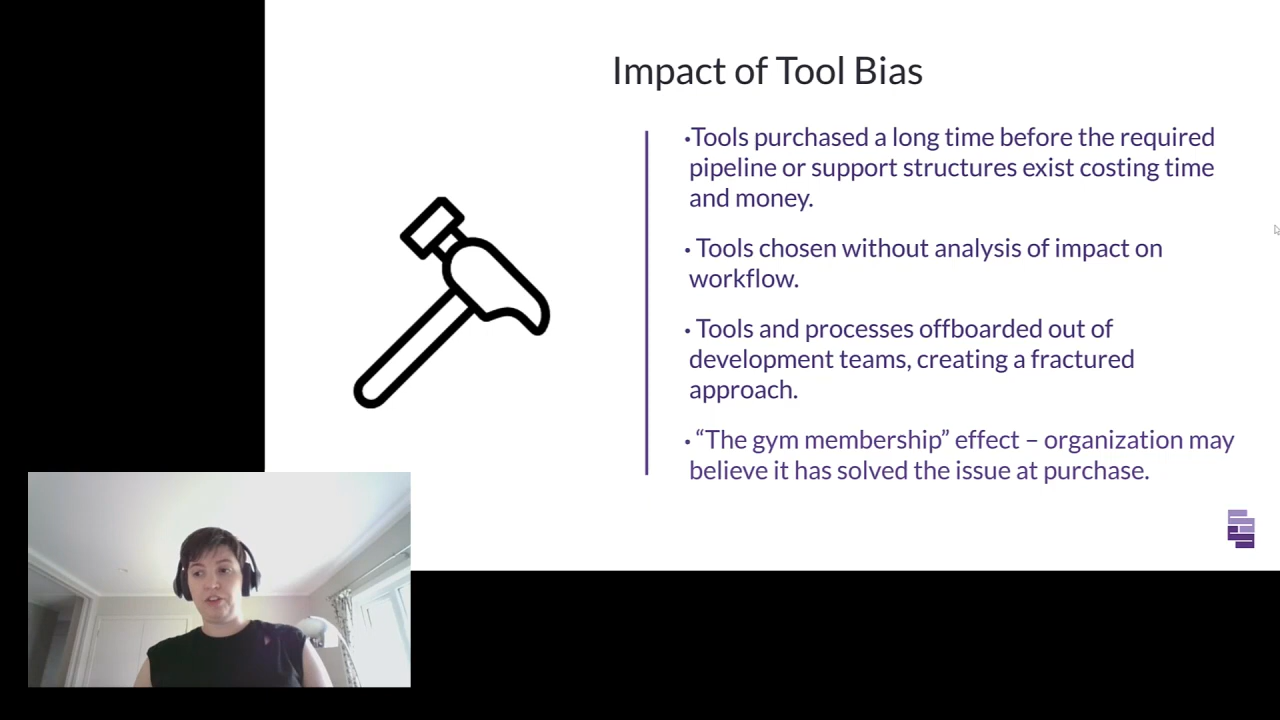 Impact of Tool Bias
•Tools purchased a long time before the required
pipeline or support structures exist costing time
and money.
• Tools chosen without analysis of impact on
workflow.
• Tools and processes offboarded out of
development teams, creating a fractured
approach.
• “The gym membership” effect – organization may
believe it has solved the issue at purchase.